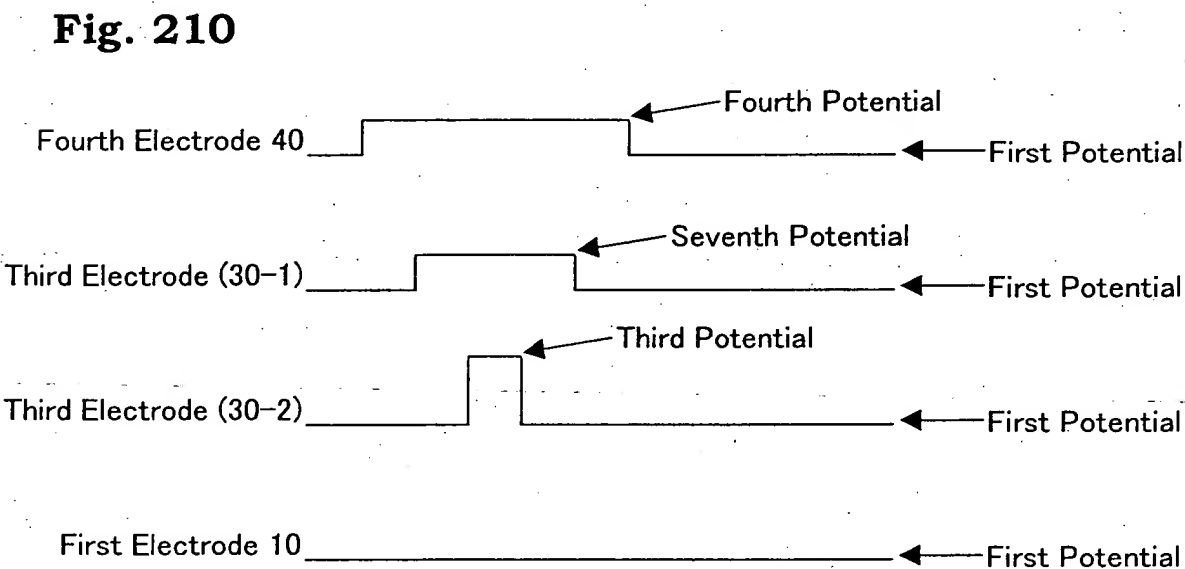 Fig. 210
Fourth Potential
Fourth Electrode 40
First Potential
Seventh Potential
Third Electrode (30-1)
First Potential
Third Potential
Third Electrode (30-2)
First Potential
First Electrode 10
First Potential